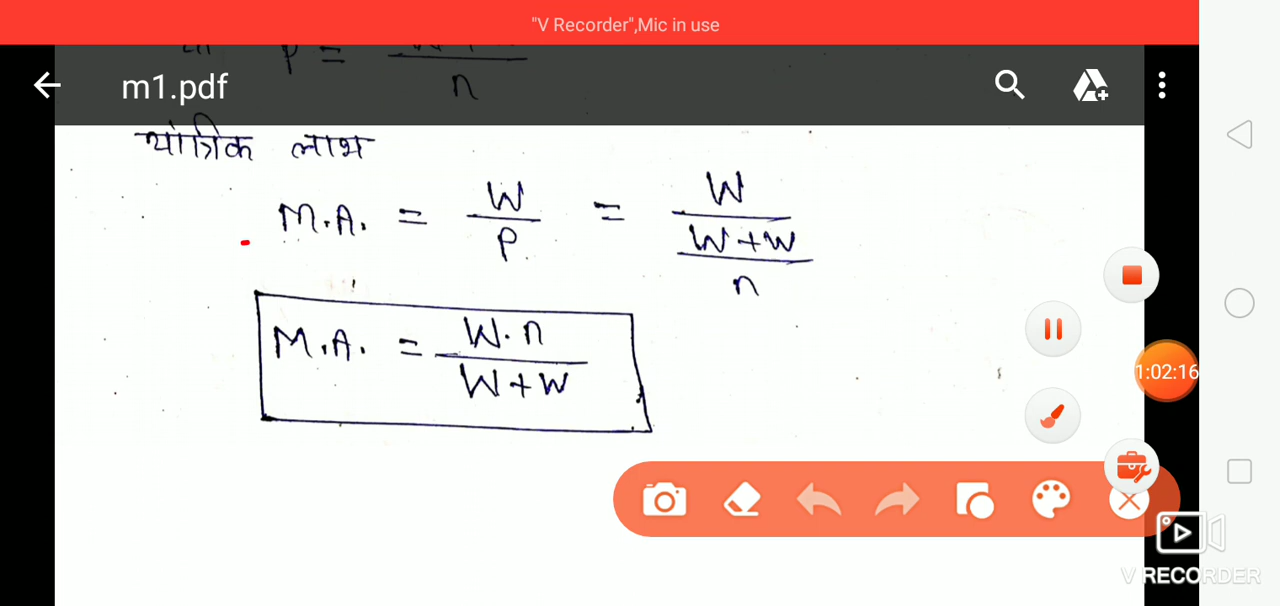 "V Recorder",Mic in use
P =
n
m1.pdf
यांत्रिक लाभ
M.A. = W/P = W/((W+w)/n)
M.A. = W.n/(W+w)
1:02:16
V RECORDER